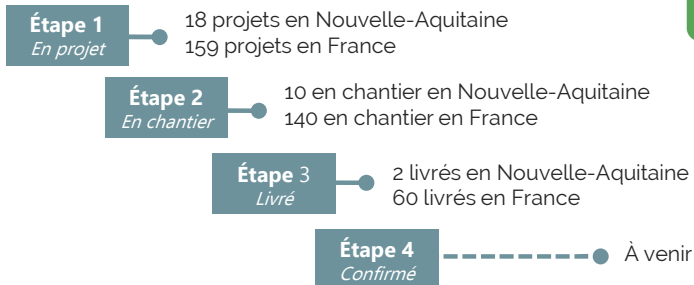 Étape 1
En projet
18 projets en Nouvelle-Aquitaine
159 projets en France
Étape 2
En chantier
10 en chantier en Nouvelle-Aquitaine
140 en chantier en France
Étape 3
Livré
2 livrés en Nouvelle-Aquitaine
60 livrés en France
Étape 4
Confirmé
À venir